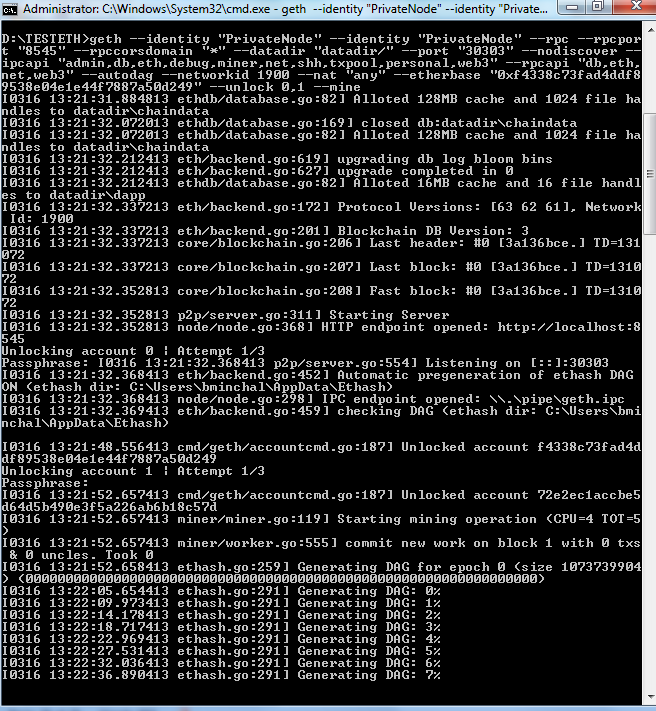 Administrator: C:\Windows\System32\cmd.exe - geth --identity "PrivateNode" --identity "Private...
D:\TESTETH>geth --identity "PrivateNode" --identity "PrivateNode" --rpc --rpcpor
t "8545" --rpccorsdomain "*" --datadir "datadir/" --port "30303" --nodiscover --
ipcapi "admin,db,eth,debug,miner,net,shh,txpool,personal,web3" --rpcapi "db,eth,
net,web3" --autodag --networkid 1900 --nat "any" --etherbase "0xf4338c73fad4ddf8
9538e04e1e44f7887a50d249" --unlock 0,1 --mine
I0316 13:21:31.884813 ethdb/database.go:82] Alloted 128MB cache and 1024 file ha
ndles to datadir\chaindata
I0316 13:21:32.072013 ethdb/database.go:169] closed db:datadir\chaindata
I0316 13:21:32.072013 ethdb/database.go:82] Alloted 128MB cache and 1024 file ha
ndles to datadir\chaindata
I0316 13:21:32.212413 eth/backend.go:619] upgrading db log bloom bins
I0316 13:21:32.212413 eth/backend.go:627] upgrade completed in 0
I0316 13:21:32.212413 ethdb/database.go:82] Alloted 16MB cache and 16 file handl
es to datadir\dapp
I0316 13:21:32.337213 eth/backend.go:172] Protocol Versions: [63 62 61], Network
Id: 1900
I0316 13:21:32.337213 eth/backend.go:201] Blockchain DB Version: 3
I0316 13:21:32.337213 core/blockchain.go:206] Last header: #0 [3a136bce.] TD=131
072
I0316 13:21:32.337213 core/blockchain.go:207] Last block: #0 [3a136bce.] TD=1310
72
I0316 13:21:32.352813 core/blockchain.go:208] Fast block: #0 [3a136bce.] TD=1310
72
I0316 13:21:32.352813 p2p/server.go:311] Starting Server
I0316 13:21:32.352813 node/node.go:368] HTTP endpoint opened: http://localhost:8
545
Unlocking account 0 | Attempt 1/3
Passphrase: I0316 13:21:32.368413 p2p/server.go:554] Listening on [::]:30303
I0316 13:21:32.368413 eth/backend.go:452] Automatic pregeneration of ethash DAG
ON (ethash dir: C:\Users\bminchal\AppData\Ethash)
I0316 13:21:32.368413 node/node.go:298] IPC endpoint opened: \\.\pipe\geth.ipc
I0316 13:21:32.369413 eth/backend.go:459] checking DAG (ethash dir: C:\Users\bmi
nchal\AppData\Ethash)
I0316 13:21:48.556413 cmd/geth/accountcmd.go:187] Unlocked account f4338c73fad4d
df89538e04e1e44f7887a50d249
Unlocking account 1 | Attempt 1/3
Passphrase:
I0316 13:21:52.657413 cmd/geth/accountcmd.go:187] Unlocked account 72e2ec1accbe5
d64d5b490e3f5a226ab6b18c57d
I0316 13:21:52.657413 miner/miner.go:119] Starting mining operation (CPU=4 TOT=5
)
I0316 13:21:52.657413 miner/worker.go:555] commit new work on block 1 with 0 txs
& 0 uncles. Took 0
I0316 13:21:52.658413 ethash.go:259] Generating DAG for epoch 0 (size 1073739904
) (0000000000000000000000000000000000000000000000000000000000000000)
I0316 13:22:05.654413 ethash.go:291] Generating DAG: 0%
I0316 13:22:09.973413 ethash.go:291] Generating DAG: 1%
I0316 13:22:14.178413 ethash.go:291] Generating DAG: 2%
I0316 13:22:18.717413 ethash.go:291] Generating DAG: 3%
I0316 13:22:22.969413 ethash.go:291] Generating DAG: 4%
I0316 13:22:27.531413 ethash.go:291] Generating DAG: 5%
I0316 13:22:32.036413 ethash.go:291] Generating DAG: 6%
I0316 13:22:36.890413 ethash.go:291] Generating DAG: 7%